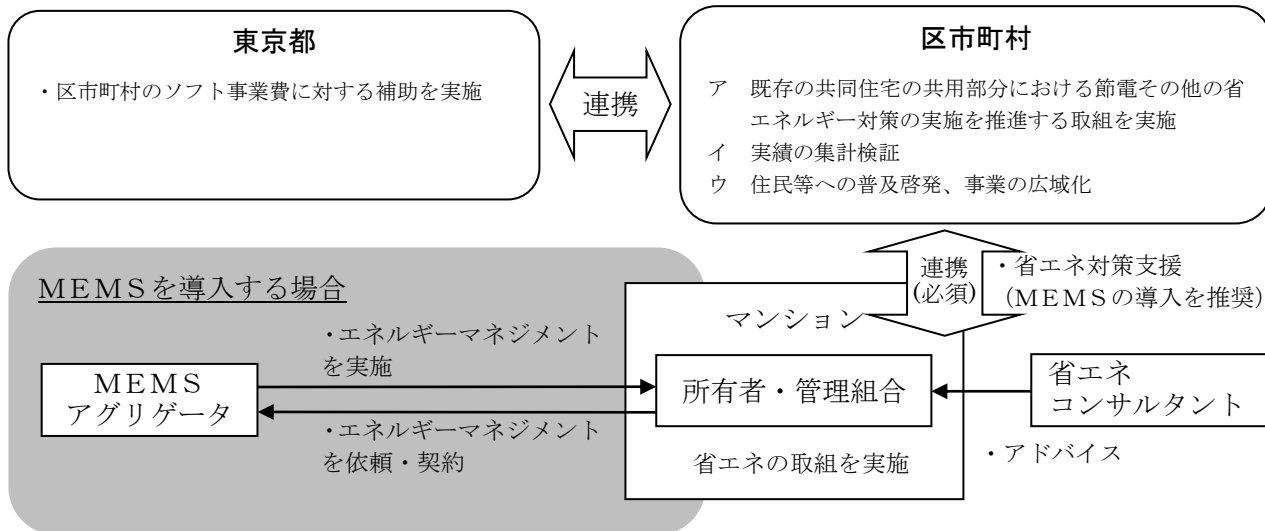 東京都
・区市町村のソフト事業費に対する補助を実施
連携
区市町村
ア　既存の共同住宅の共用部分における節電その他の省
エネルギー対策の実施を推進する取組を実施
イ　実績の集計検証
ウ　住民等への普及啓発、事業の広域化
連携
(必須)
・省エネ対策支援
（ＭＥＭＳの導入を推奨）
ＭＥＭＳを導入する場合
・エネルギーマネジメント
を実施
ＭＥＭＳ
アグリゲータ
・エネルギーマネジメント
を依頼・契約
マンション
所有者・管理組合
省エネの取組を実施
省エネ
コンサルタント
・アドバイス